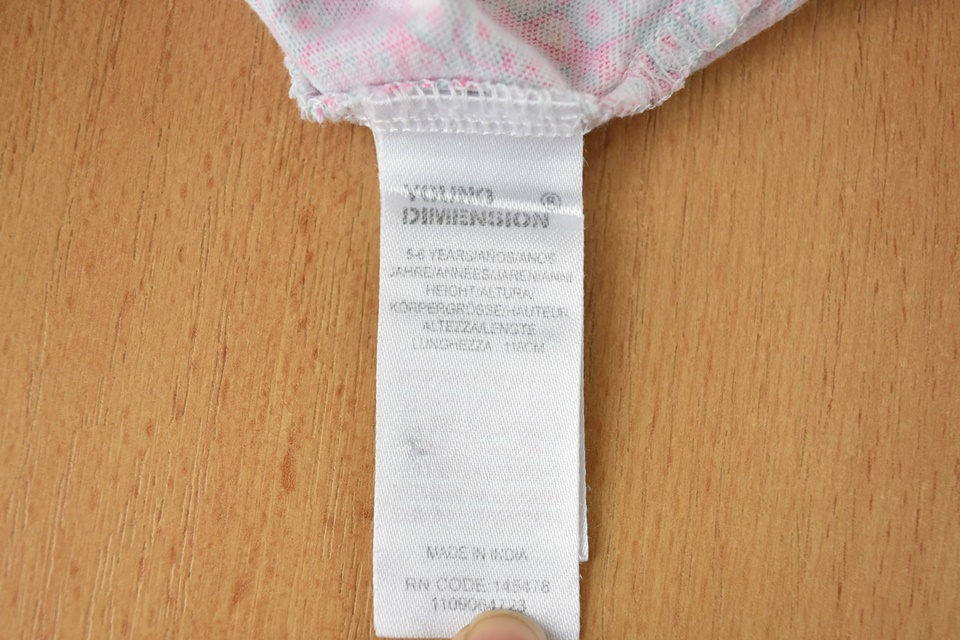 YOUNG ®
DIMENSION
5-6 YEARS/AÑOS/ANOS
JAHRE/ANNEES/JAREN/ANNI
HEIGHT/ALTURA/
KÖRPERGRÖSSE/HAUTEUR
ALTEZZA/LENGTE
LUNGHEZZA 116CM
MADE IN INDIA
RN CODE:145478
1109064723